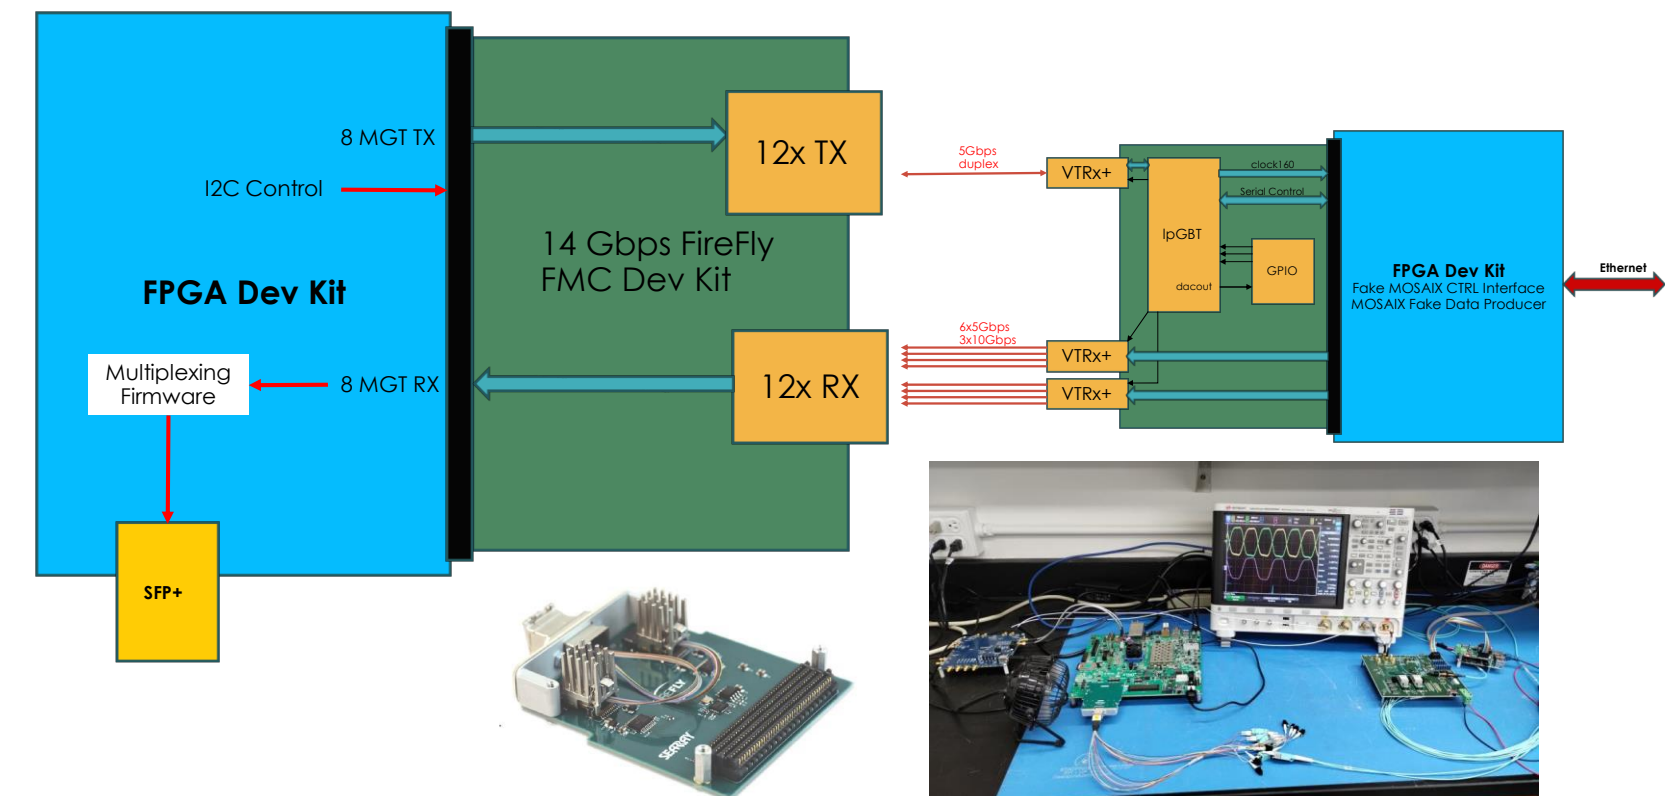 8 MGT TX
I2C Control
FPGA Dev Kit
Multiplexing
Firmware
8 MGT RX
SFP+
12x TX
14 Gbps FireFly
FMC Dev Kit
12x RX
5Gbps
duplex
6x5Gbps
3x10Gbps
VTRx+
VTRx+
VTRx+
lpGBT
dacout
GPIO
clock160
Serial Control
FPGA Dev Kit
Fake MOSAIX CTRL Interface
MOSAIX Fake Data Producer
Ethernet
SEARAY
DANGER